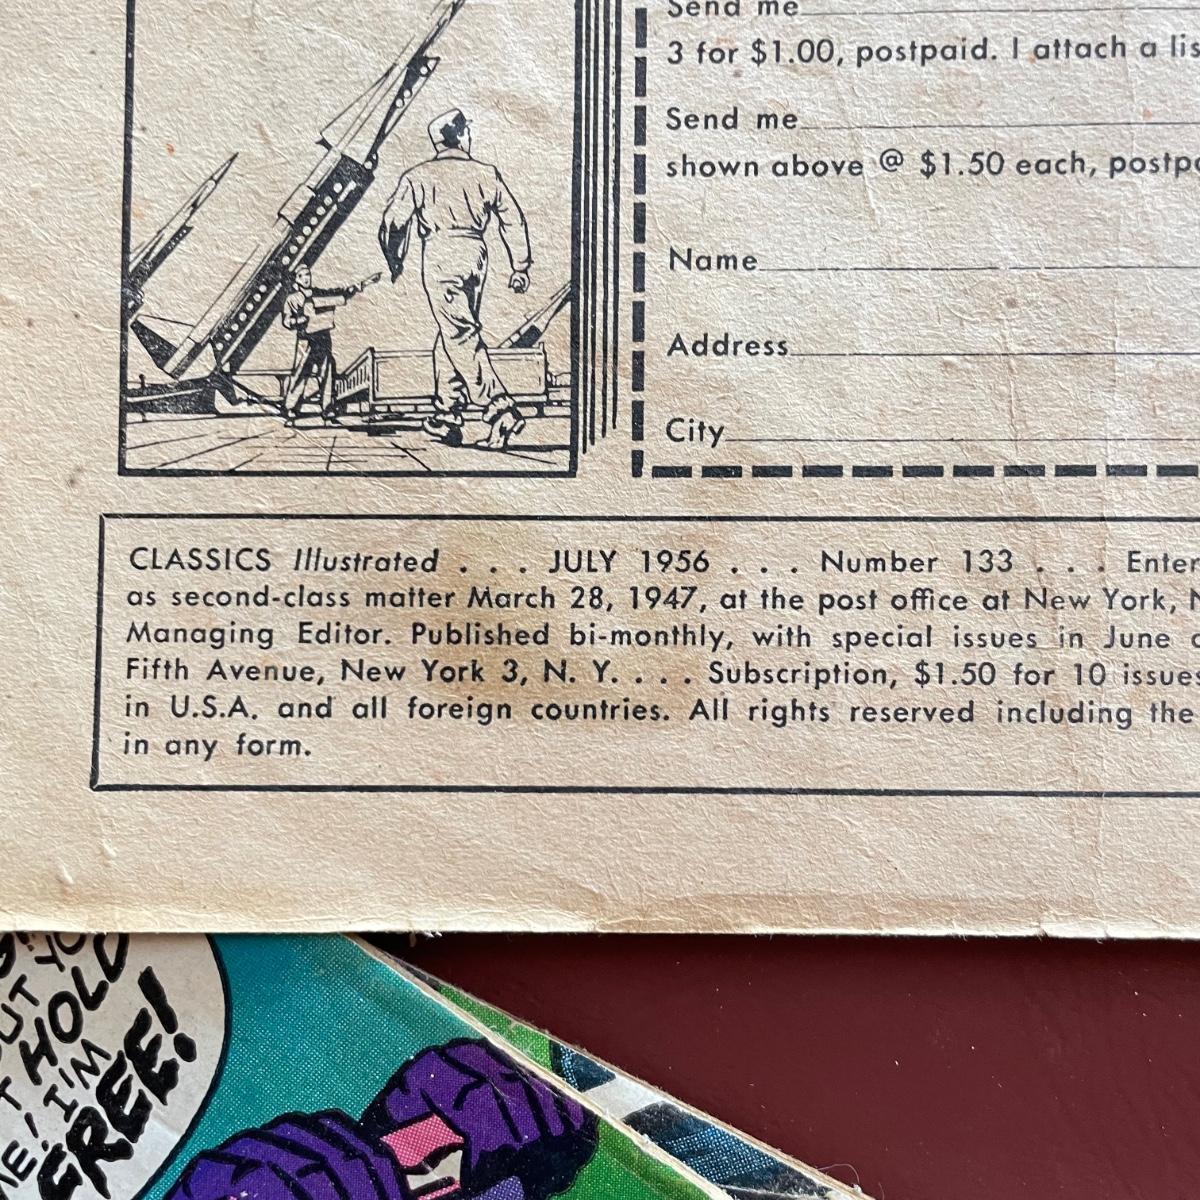 Send me
3 for $1.00, postpaid. I attach a lis
Send me
shown above @ $1.50 each, postpa
Name
Address
City
CLASSICS Illustrated . . . JULY 1956 . . . Number 133 . . . Enter
as second-class matter March 28, 1947, at the post office at New York, N
Managing Editor. Published bi-monthly, with special issues in June
Fifth Avenue, New York 3, N. Y. . . . Subscription, $1.50 for 10 issues
in U.S.A. and all foreign countries. All rights reserved including the
in any form.
HOLD
I'M
FREE!